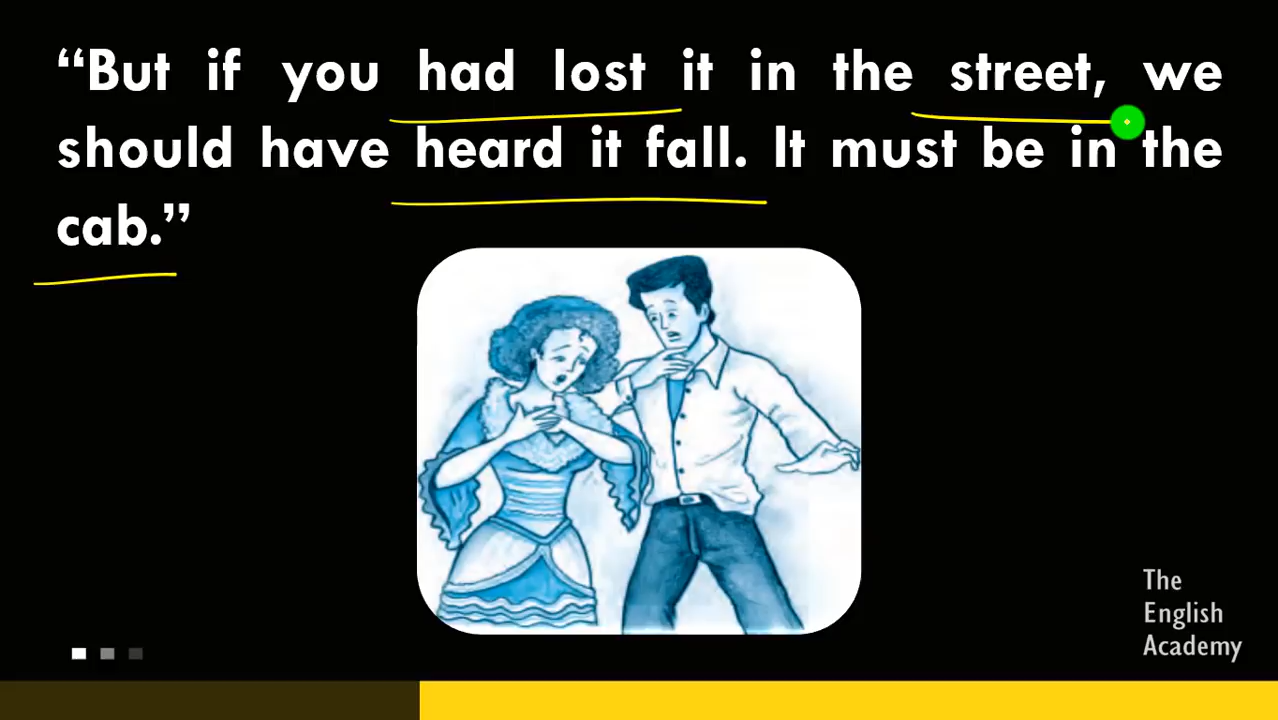 “But if you had lost it in the street, we
should have heard it fall. It must be in the
cab.”
The
English
Academy